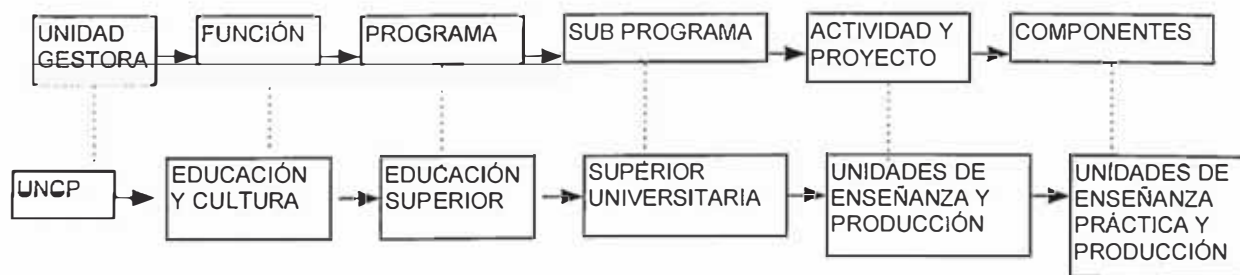 UNIDAD
GESTORA
FUNCIÓN
PROGRAMA
SUB PROGRAMA
ACTIVIDAD Y
PROYECTO
COMPONENTES
UNCP
EDUCACIÓN
Y CULTURA
EDUCACIÓN
SUPERIOR
SUPERIOR
UNIVERSITARIA
UNIDADES DE
ENSEÑANZA Y
PRODUCCIÓN
UNIDADES DE
ENSEÑANZA
PRÁCTICA Y
PRODUCCIÓN